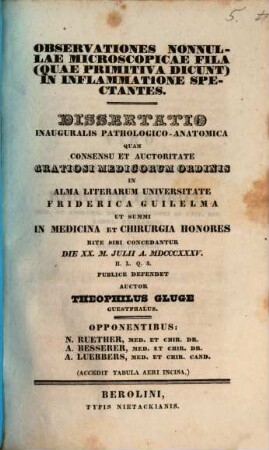 5.
OBSERVATIONES NONNUL-
LAE MICROSCOPICAE FILA
(QUAE PRIMITIVA DICUNT)
IN INFLAMMATIONE SPE-
CTANTES.
DISSERTATIO
INAUGURALIS PATHOLOGICO-ANATOMICA
QUAM
CONSENSU ET AUCTORITATE
GRATIOSI MEDICORUM ORDINIS
IN
ALMA LITERARUM UNIVERSITATE
FRIDERICA GUILELMA
UT SUMMI
IN MEDICINA ET CHIRURGIA HONORES
RITE SIBI CONCEDANTUR
DIE XX. M. JULII A. MDCCCXXXV.
H. L. Q. S.
PUBLICE DEFENDET
AUCTOR
THEOPHILUS GLUGE
GUESTPHALUS.
OPPONENTIBUS:
N. RUETHER, MED. ET CHIR. DR.
A. BESSERER, MED. ET CHIR. DR.
A. LUEBBERS, MED. ET CHIR. CAND.
(ACCEDIT TABULA AERI INCISA.)
BEROLINI,
TYPIS NIETACKIANIS.